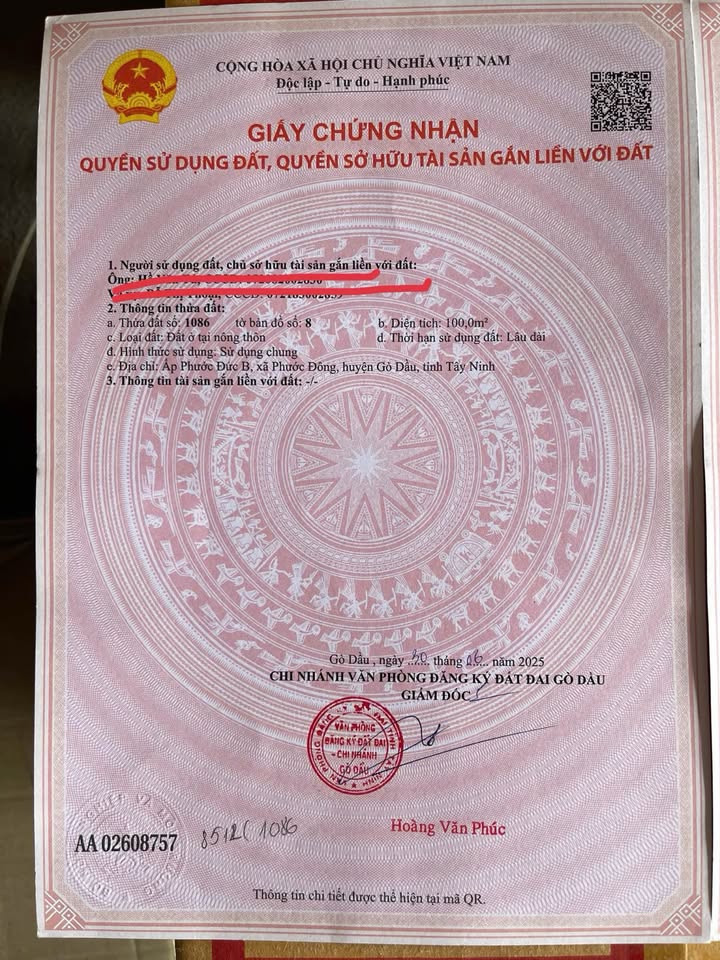 CỘNG HÒA XÃ HỘI CHỦ NGHĨA VIỆT NAM
Độc lập - Tự do - Hạnh phúc
GIẤY CHỨNG NHẬN
QUYỀN SỬ DỤNG ĐẤT, QUYỀN SỞ HỮU TÀI SẢN GẮN LIỀN VỚI ĐẤT
1. Người sử dụng đất, chủ sở hữu tài sản gắn liền với đất:
Ông:
2. Thông tin thửa đất:
a. Thửa đất số: 1086 tờ bản đồ số: 8 b. Diện tích: 100,0m²
c. Loại đất: Đất ở tại nông thôn d. Thời hạn sử dụng đất: Lâu dài
đ. Hình thức sử dụng: Sử dụng chung
e. Địa chỉ: Ấp Phước Đức B, xã Phước Đông, huyện Gò Dầu, tỉnh Tây Ninh
3. Thông tin tài sản gắn liền với đất: -/-
Gò Dầu , ngày 30 tháng 06 năm 2025
CHI NHÁNH VĂN PHÒNG ĐĂNG KÝ ĐẤT ĐAI GÒ DẦU
GIÁM ĐỐC
VĂN PHÒNG
ĐĂNG KÝ ĐẤT ĐAI
- CHI NHÁNH
GÒ DẦU
Hoàng Văn Phúc
AA 02608757
8512( 1086
Thông tin chi tiết được thể hiện tại mã QR.